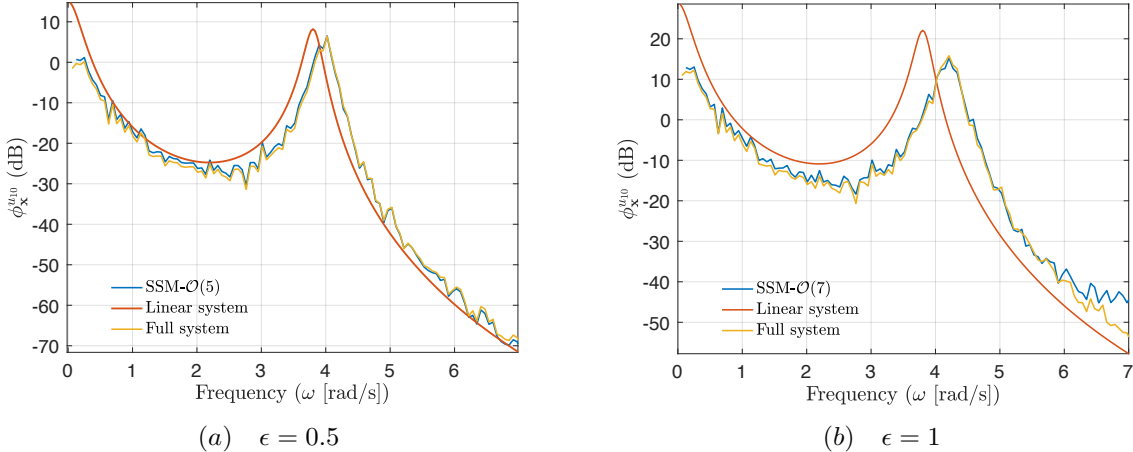 10
0
-10
-20
-30
-40
-50
-60
-70
ϕ_x^{u_{10}} (dB)
SSM-𝒪(5)
Linear system
Full system
0 1 2 3 4 5 6
Frequency (ω [rad/s])
(a) ϵ = 0.5
20
10
0
-10
-20
-30
-40
-50
ϕ_x^{u_{10}} (dB)
SSM-𝒪(7)
Linear system
Full system
0 1 2 3 4 5 6 7
Frequency (ω [rad/s])
(b) ϵ = 1